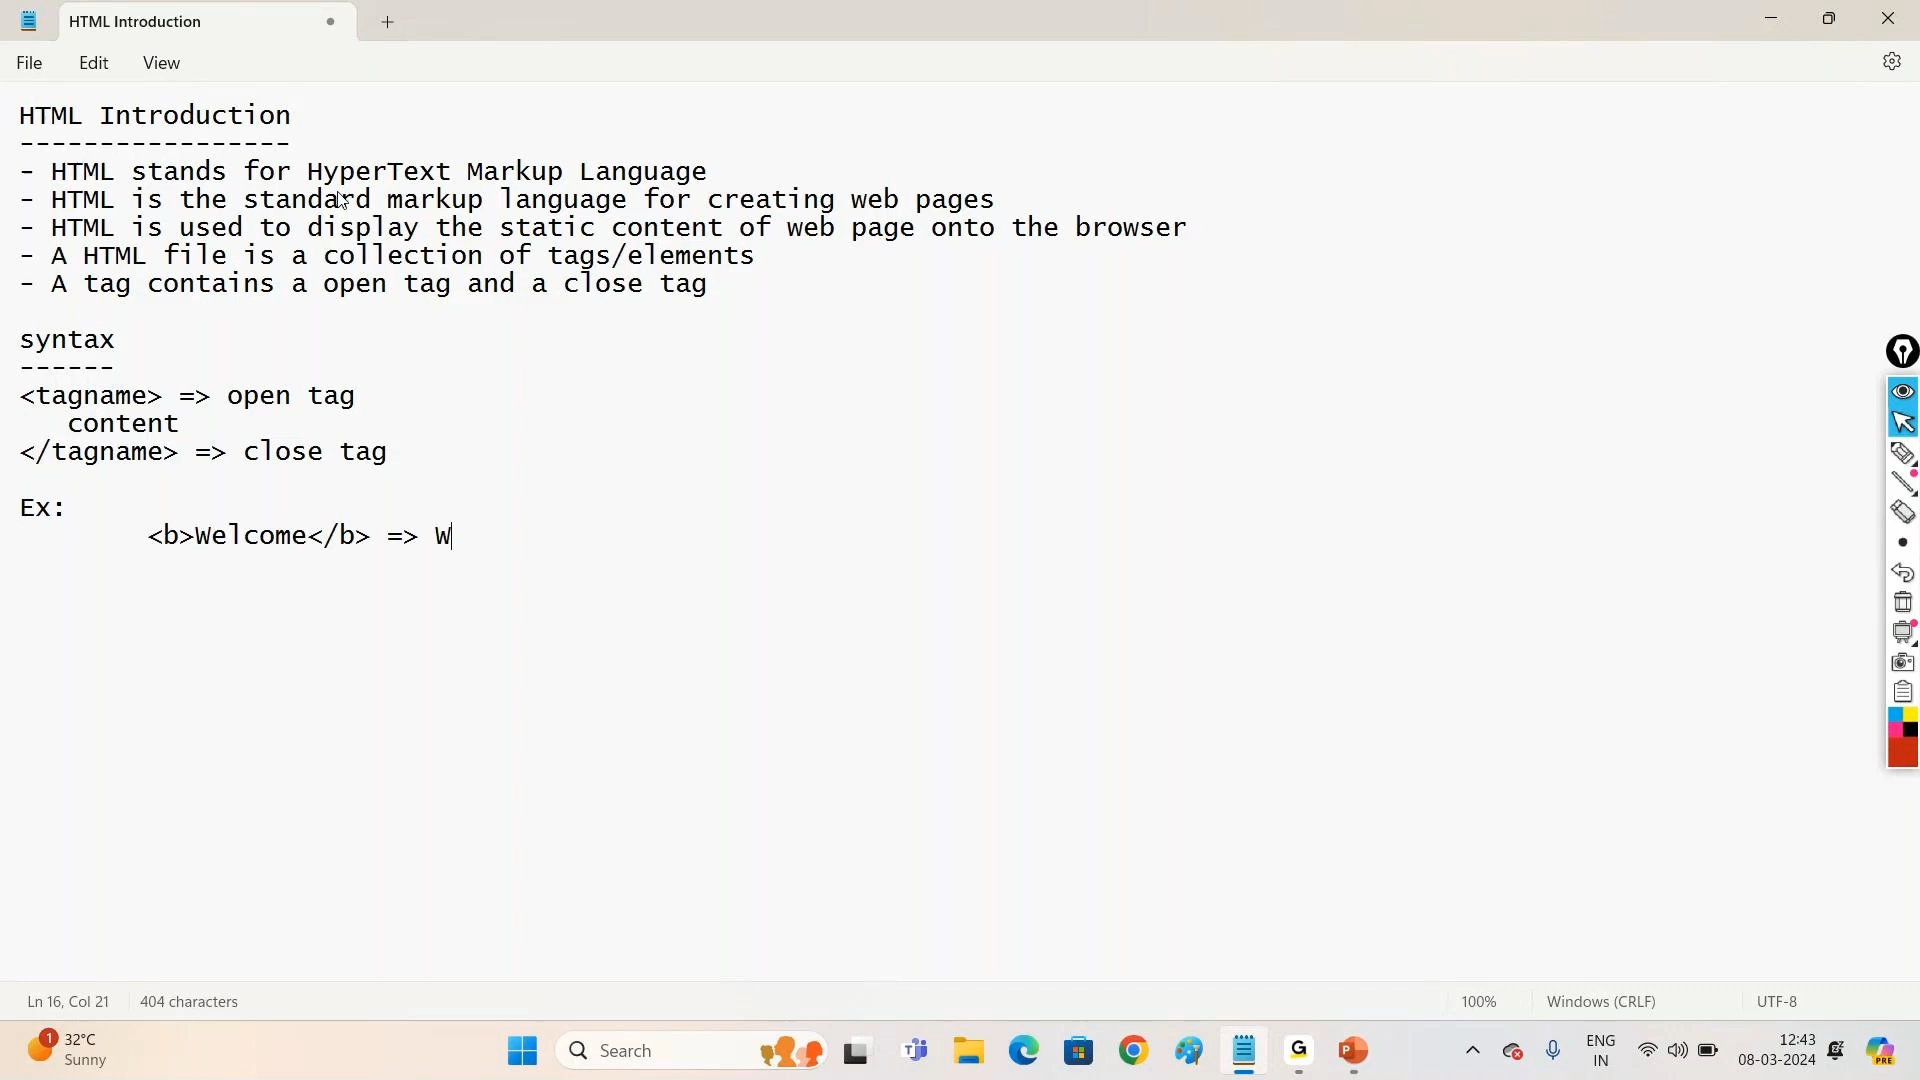 HTML Introduction
File Edit View
HTML Introduction
-----------------
- HTML stands for HyperText Markup Language
- HTML is the standard markup language for creating web pages
- HTML is used to display the static content of web page onto the browser
- A HTML file is a collection of tags/elements
- A tag contains a open tag and a close tag
syntax
------
<tagname> => open tag
content
</tagname> => close tag
Ex:
<b>Welcome</b> => W
Ln 16, Col 21 404 characters 100% Windows (CRLF) UTF-8
1 32°C
Sunny
Search
ENG
IN
12:43
08-03-2024
PRE